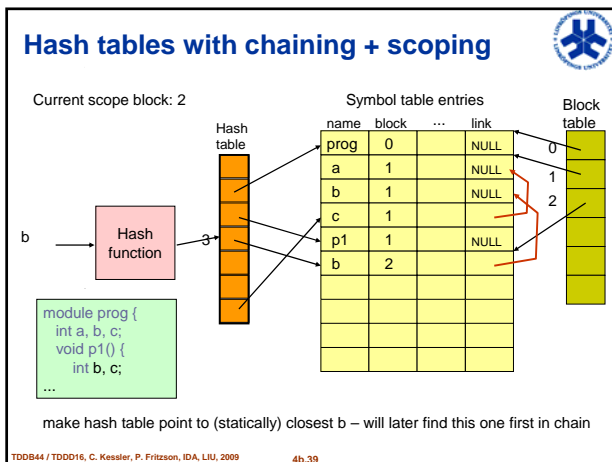 Hash tables with chaining + scoping
LINKÖPINGS UNIVERSITET
Current scope block: 2
Symbol table entries
Block
table
Hash
table
name block ... link
prog 0 NULL
a 1 NULL
b 1 NULL
c 1
p1 1 NULL
b 2
0
1
2
b
Hash
function
3
module prog {
int a, b, c;
void p1() {
int b, c;
...
make hash table point to (statically) closest b – will later find this one first in chain
TDDB44 / TDDD16, C. Kessler, P. Fritzson, IDA, LIU, 2009
4b.39